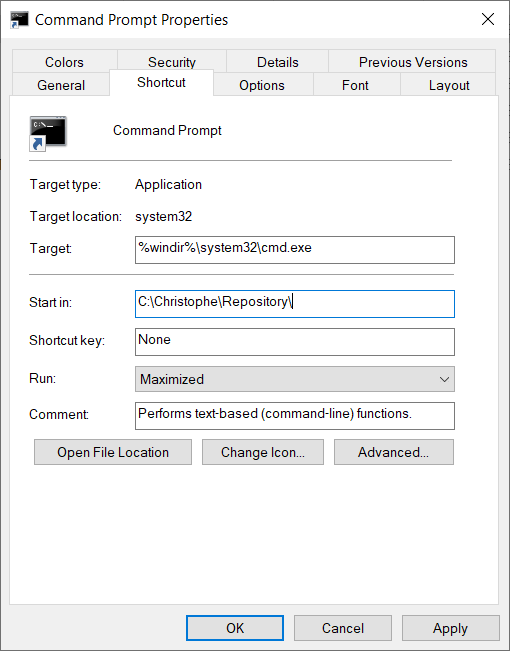 Command Prompt Properties
Colors Security Details Previous Versions
General Shortcut Options Font Layout
Command Prompt
Target type: Application
Target location: system32
Target: %windir%\system32\cmd.exe
Start in: C:\Christophe\Repository\
Shortcut key: None
Run: Maximized
Comment: Performs text-based (command-line) functions.
Open File Location Change Icon... Advanced...
OK Cancel Apply